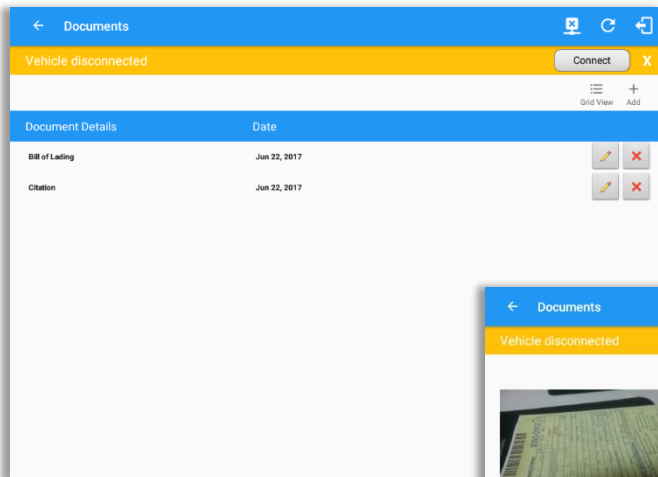 Documents
Vehicle disconnected
Connect
X
Grid View
Add
Document Details
Date
Bill of Lading
Jun 22, 2017
Citation
Jun 22, 2017
Documents
Vehicle disconnected